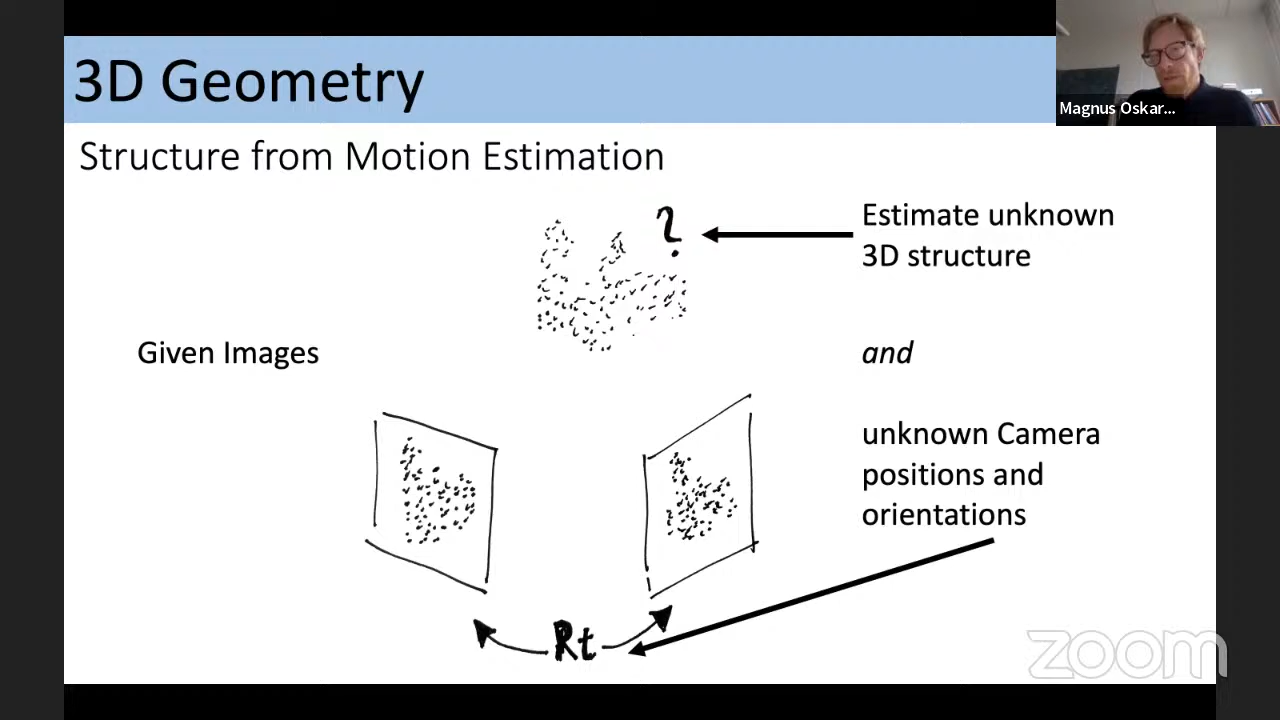 3D Geometry
Magnus Oskar...
Structure from Motion Estimation
?
Estimate unknown
3D structure
Given Images
and
unknown Camera
positions and
orientations
Rt
zoom